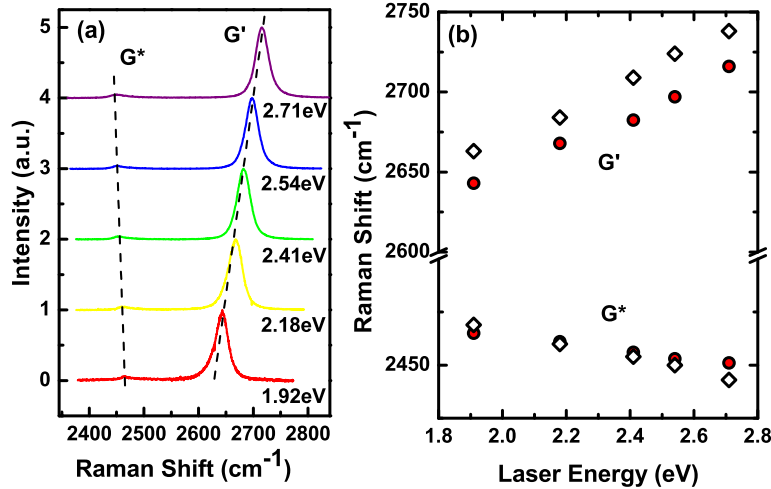 (a)
G*
G'
5
4
3
2
1
0
2.71eV
2.54eV
2.41eV
2.18eV
1.92eV
2400 2500 2600 2700 2800
Intensity (a.u.)
Raman Shift (cm-1)
(b)
2750
2700
2650
2600
2450
G'
G*
1.8 2.0 2.2 2.4 2.6 2.8
Raman Shift (cm-1)
Laser Energy (eV)